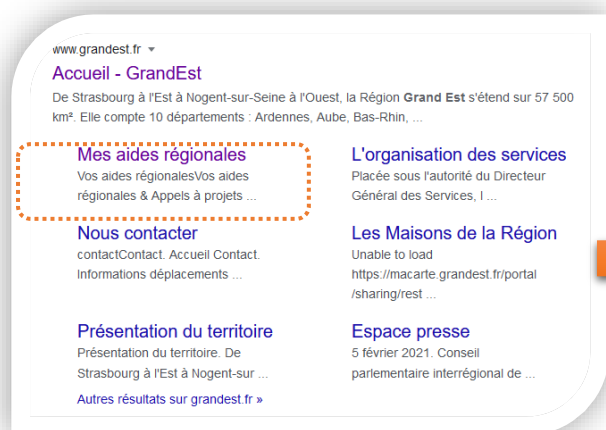 www.grandest.fr
Accueil - GrandEst
De Strasbourg à l'Est à Nogent-sur-Seine à l'Ouest, la Région Grand Est s'étend sur 57 500
km². Elle compte 10 départements : Ardennes, Aube, Bas-Rhin, ...
Mes aides régionales
Vos aides régionalesVos aides
régionales & Appels à projets ...
L'organisation des services
Placée sous l'autorité du Directeur
Général des Services, l ...
Nous contacter
contactContact. Accueil Contact.
Informations déplacements ...
Les Maisons de la Région
Unable to load
https://macarte.grandest.fr/portal
/sharing/rest ...
Présentation du territoire
Présentation du territoire. De
Strasbourg à l'Est à Nogent-sur ...
Espace presse
5 février 2021. Conseil
parlementaire interrégional de ...
Autres résultats sur grandest.fr »